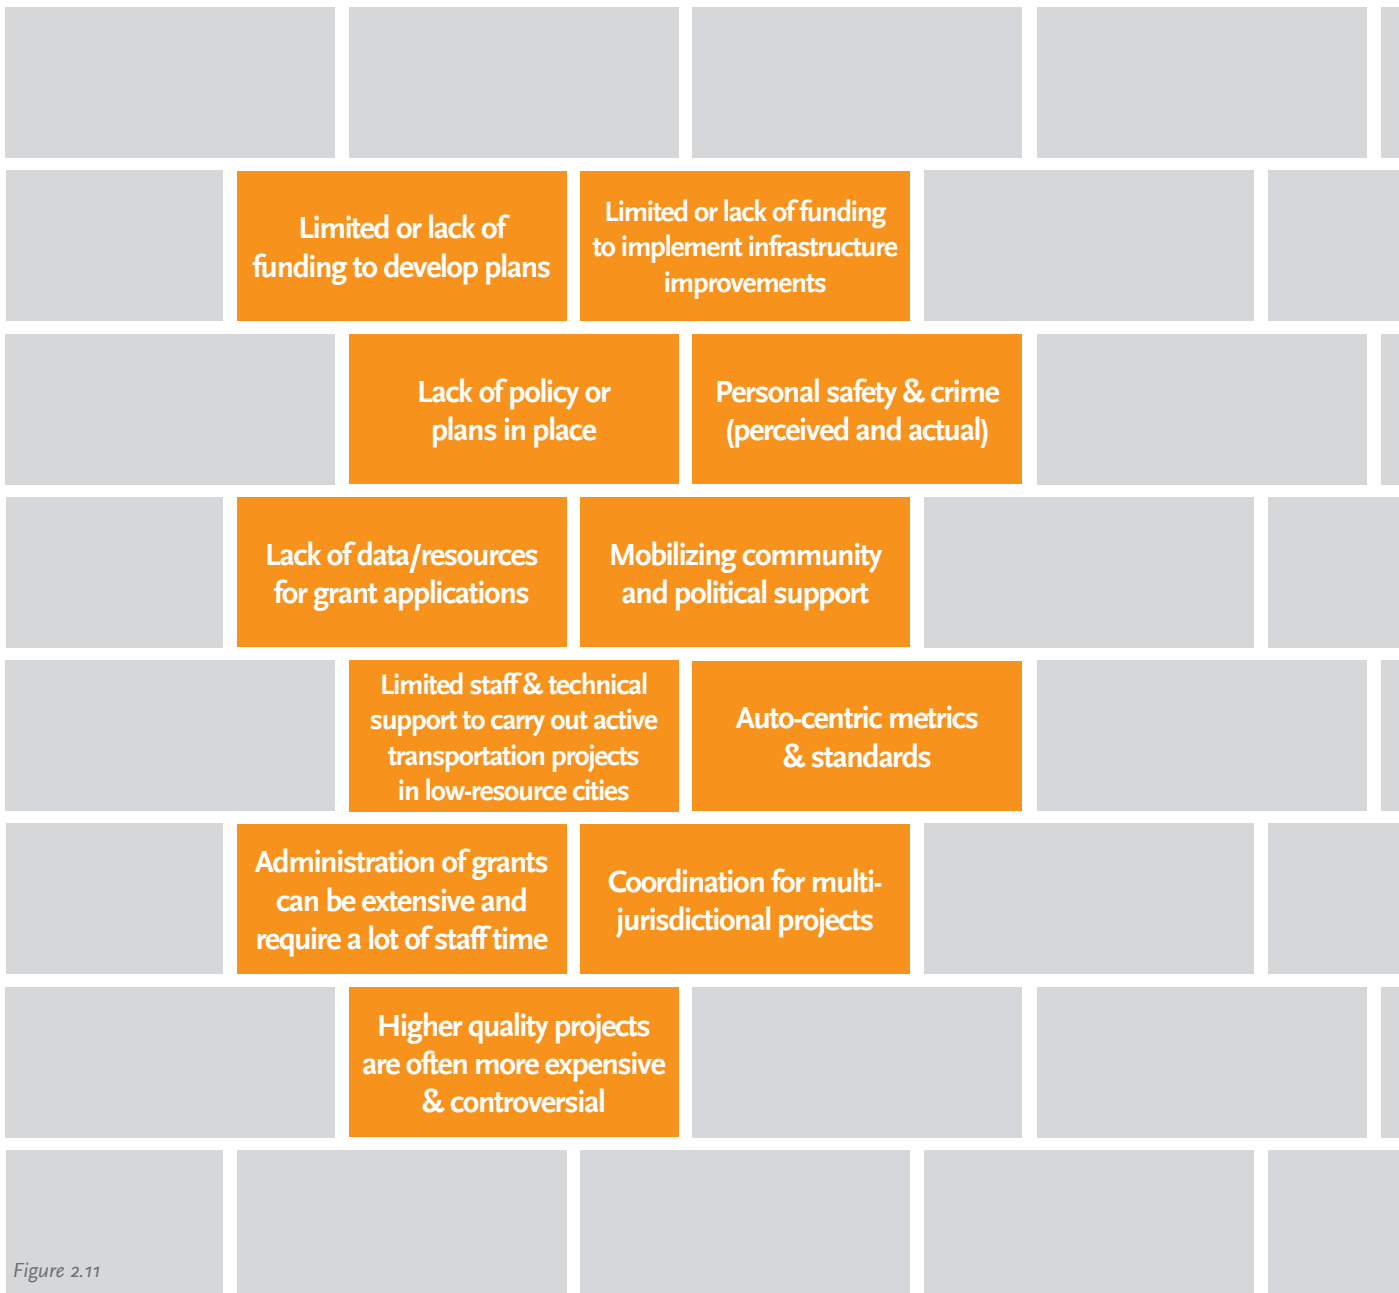 Limited or lack of
funding to develop plans
Limited or lack of funding
to implement infrastructure
improvements
Lack of policy or
plans in place
Personal safety & crime
(perceived and actual)
Lack of data/resources
for grant applications
Mobilizing community
and political support
Limited staff & technical
support to carry out active
transportation projects
in low-resource cities
Auto-centric metrics
& standards
Administration of grants
can be extensive and
require a lot of staff time
Coordination for multi-
jurisdictional projects
Higher quality projects
are often more expensive
& controversial
Figure 2.11